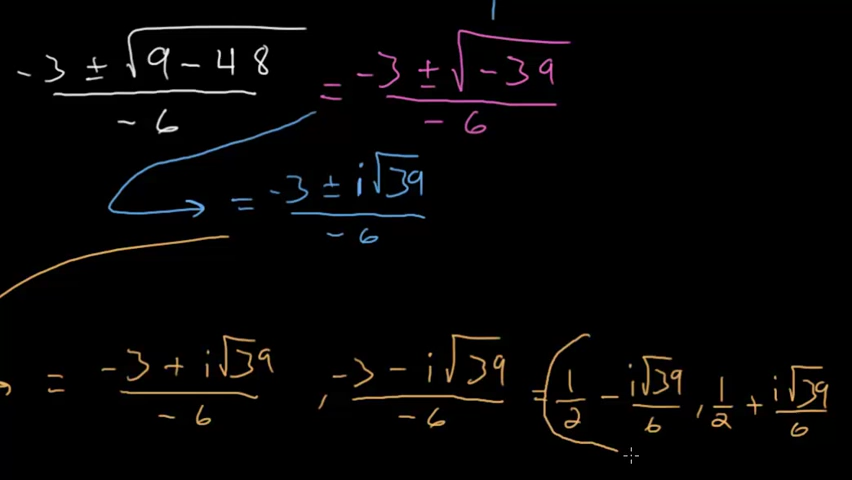 -3 ± √9 - 48 / -6 = -3 ± √-39 / -6
= -3 ± i√39 / -6
= -3 + i√39 / -6 , -3 - i√39 / -6 = 1/2 - i√39/6 , 1/2 + i√39/6